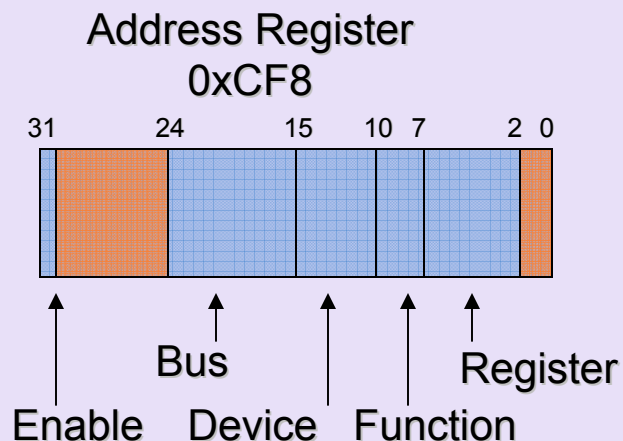 Address Register
0xCF8
31 24 15 10 7 2 0
Bus Register
Enable Device Function